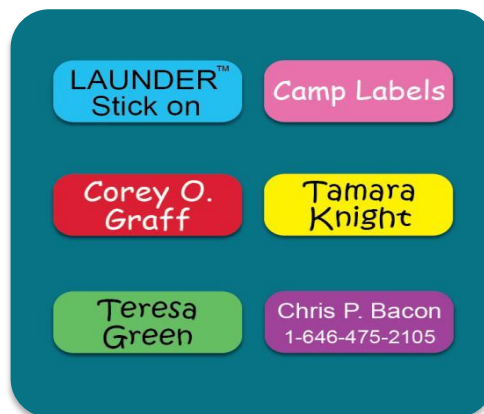 LAUNDER™
Stick on
Camp Labels
Corey O.
Graff
Tamara
Knight
Teresa
Green
Chris P. Bacon
1-646-475-2105